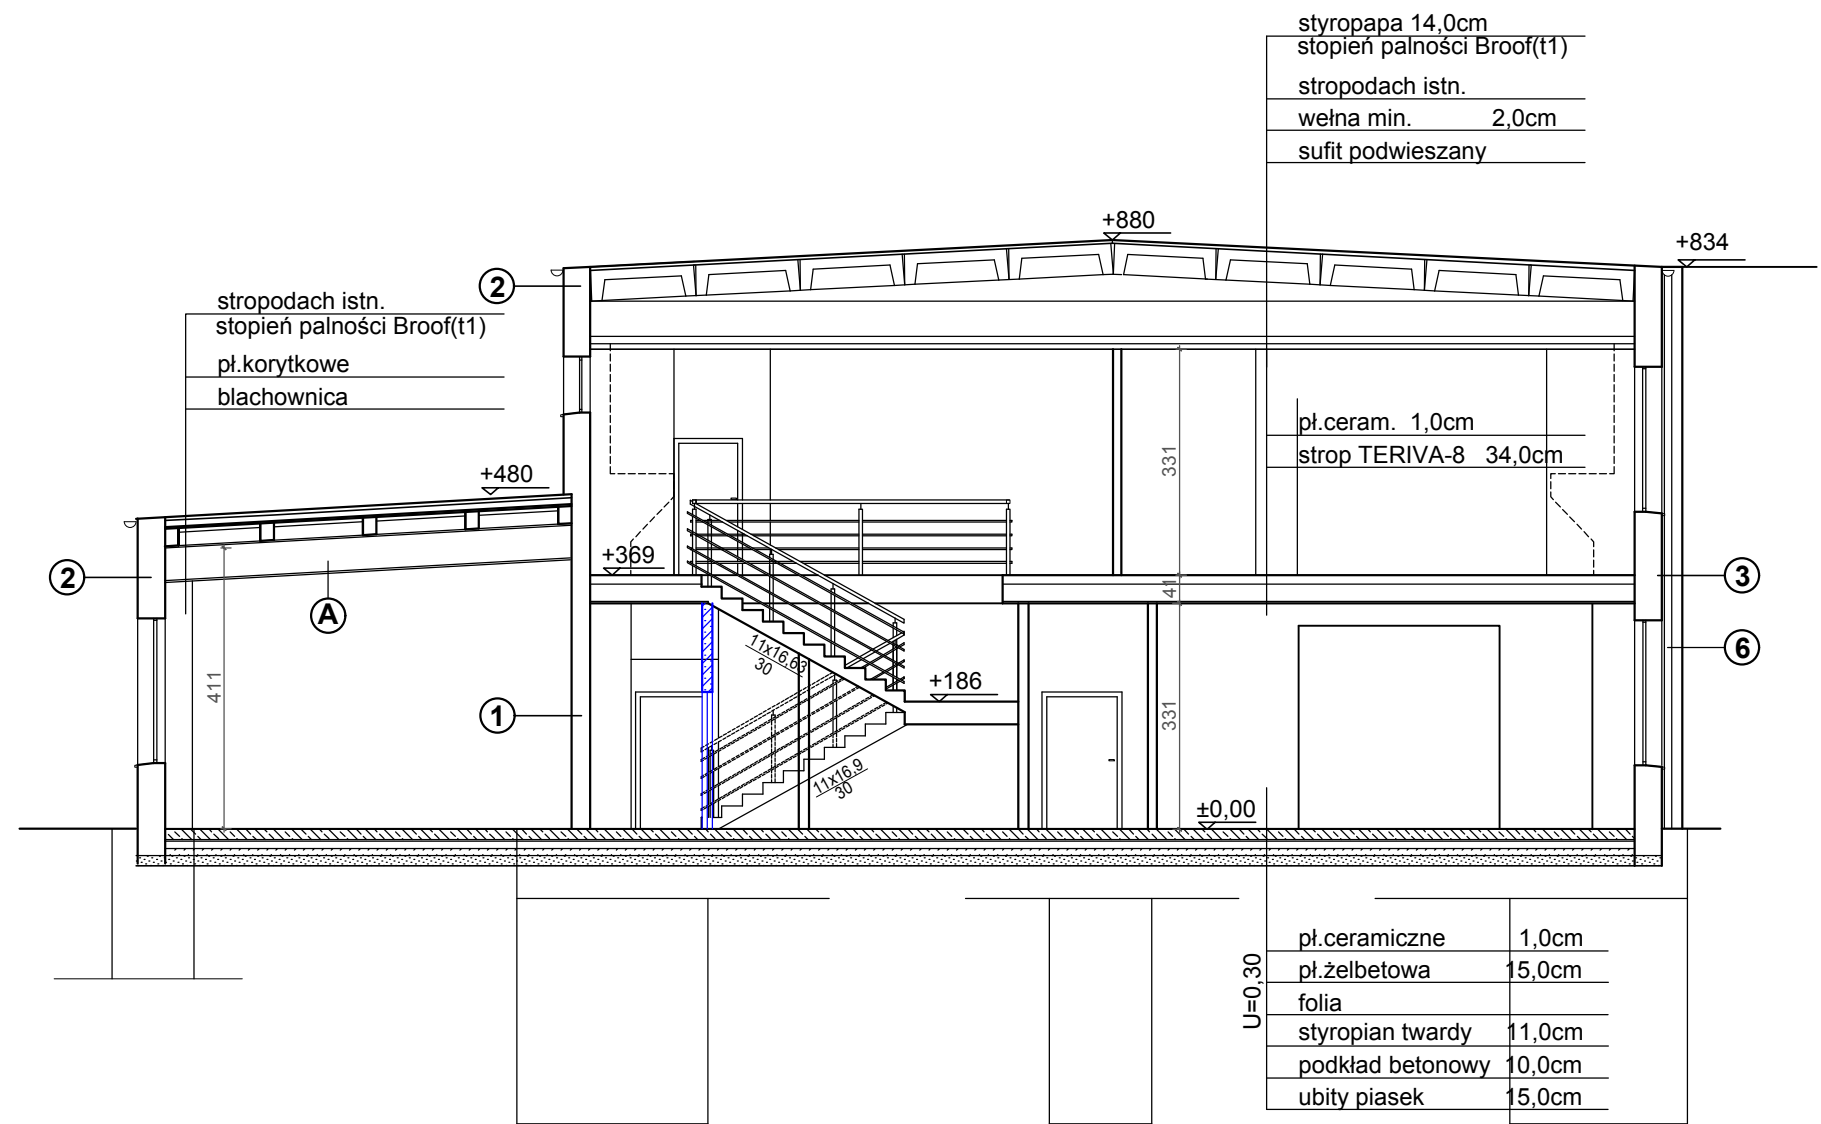 styropapa 14,0cm
stopień palności Broof(t1)
stropodach istn.
wełna min. 2,0cm
sufit podwieszany
+880
+834
2
stropodach istn.
stopień palności Broof(t1)
pł.korytkowe
blachownica
+480
pł.ceram. 1,0cm
strop TERIVA-8 34,0cm
331
+369
41
2
3
A
11x16,63
30
6
+186
411
1
331
11x16,9
30
±0,00
U=0,30
pł.ceramiczne 1,0cm
pł.żelbetowa 15,0cm
folia
styropian twardy 11,0cm
podkład betonowy 10,0cm
ubity piasek 15,0cm